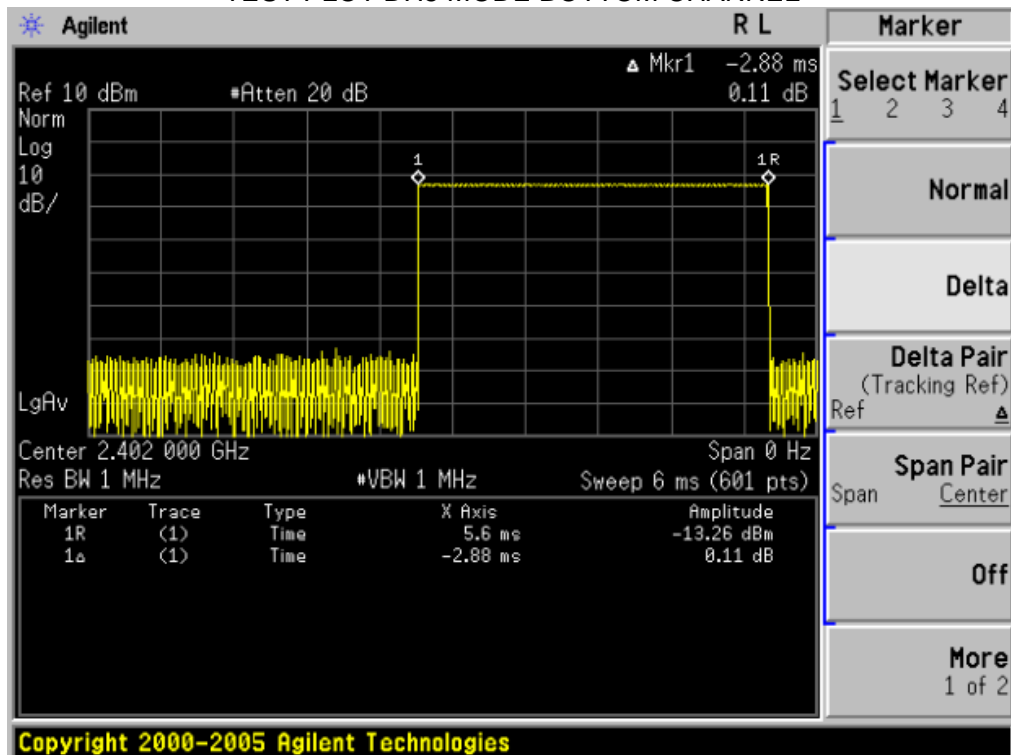 Agilent R L Marker
Mkr1 -2.88 ms
Ref 10 dBm #Atten 20 dB 0.11 dB
Norm
Log
10
dB/
1 1R
LgAv
Center 2.402 000 GHz Span 0 Hz
Res BW 1 MHz #VBW 1 MHz Sweep 6 ms (601 pts)
Marker Trace Type X Axis Amplitude
1R (1) Time 5.6 ms -13.26 dBm
1Δ (1) Time -2.88 ms 0.11 dB
Select Marker
1 2 3 4
Normal
Delta
Delta Pair
(Tracking Ref)
Ref Δ
Span Pair
Span Center
Off
More
1 of 2
Copyright 2000-2005 Agilent Technologies